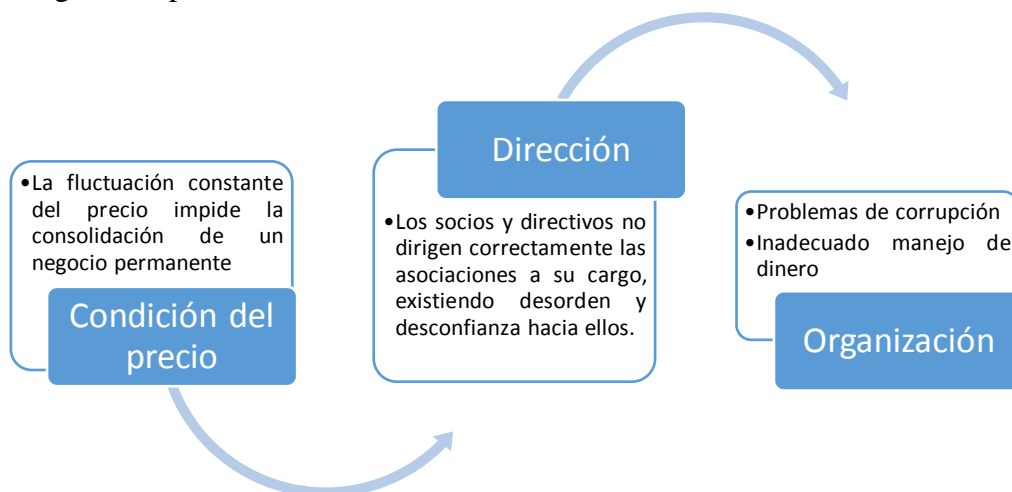 •La fluctuación constante
del precio impide la
consolidación de un
negocio permanente
Condición del
precio
Dirección
•Los socios y directivos no
dirigen correctamente las
asociaciones a su cargo,
existiendo desorden y
desconfianza hacia ellos.
•Problemas de corrupción
•Inadecuado manejo de
dinero
Organización